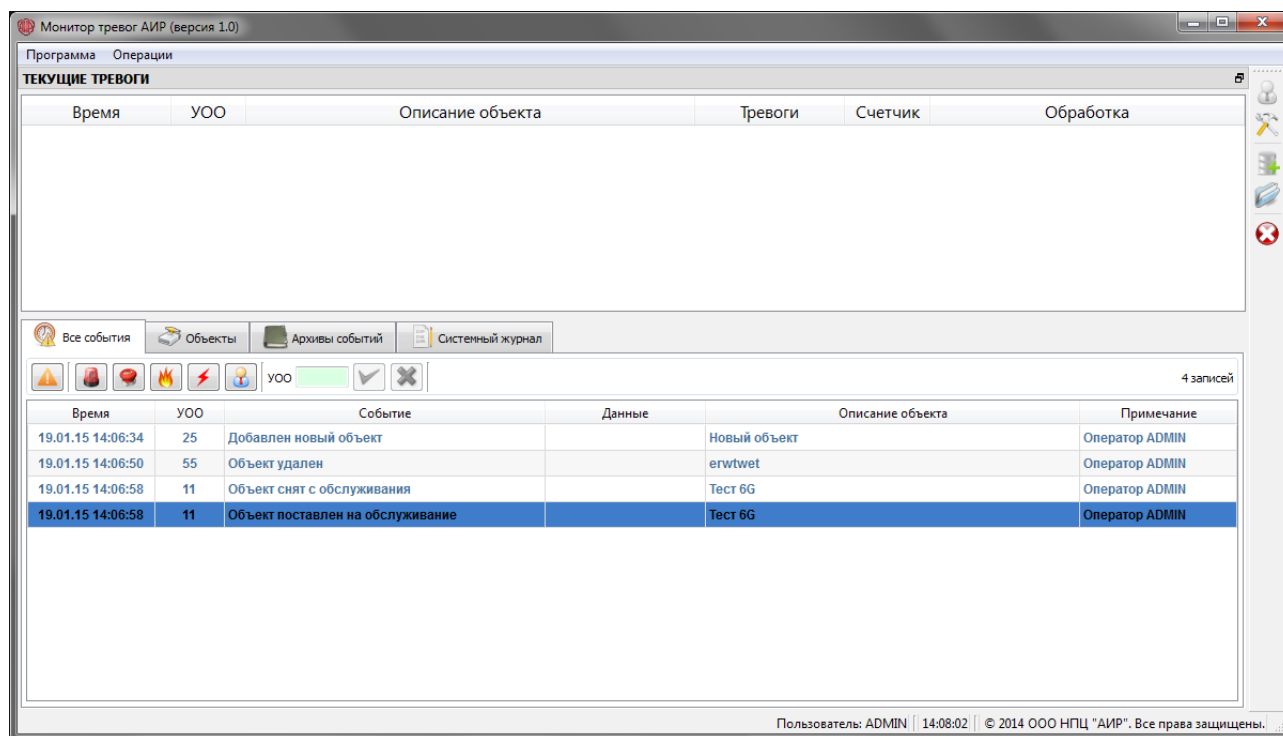 Монитор тревог АИР (версия 1.0)
Программа Операции
ТЕКУЩИЕ ТРЕВОГИ
Время УОО Описание объекта Тревоги Счетчик Обработка
Все события Объекты Архивы событий Системный журнал
УОО 4 записей
Время УОО Событие Данные Описание объекта Примечание
19.01.15 14:06:34 25 Добавлен новый объект Новый объект Оператор ADMIN
19.01.15 14:06:50 55 Объект удален erwtwet Оператор ADMIN
19.01.15 14:06:58 11 Объект снят с обслуживания Тест 6G Оператор ADMIN
19.01.15 14:06:58 11 Объект поставлен на обслуживание Тест 6G Оператор ADMIN
Пользователь: ADMIN 14:08:02 © 2014 ООО НПЦ "АИР". Все права защищены.